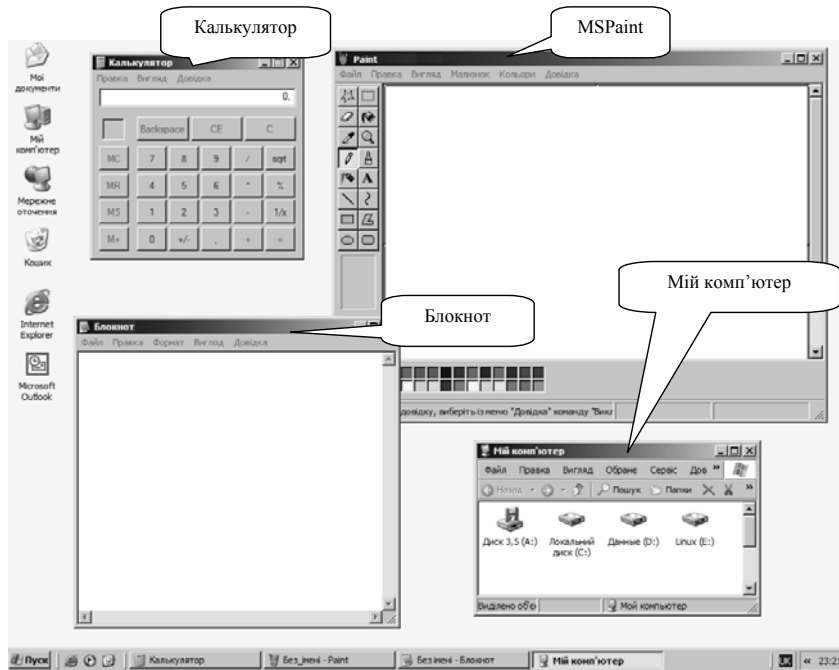 Калькулятор
MSPaint
Мій комп’ютер
Блокнот
Мої
документи
Мій
комп'ютер
Мережне
оточення
Кошик
Internet
Explorer
Microsoft
Outlook
Калькулятор
Правка Вигляд Довідка
0.
Backspace CE C
MC 7 8 9 / sqrt
MR 4 5 6 * %
MS 1 2 3 - 1/x
M+ 0 +/- , + =
Paint
Файл Правка Вигляд Малюнок Кольори Довідка
A
довідку, виберіть із меню "Довідка" команду "Викл
Блокнот
Файл Правка Формат Вигляд Довідка
Мій комп'ютер
Файл Правка Вигляд Обране Сервіс Дов »
Назад Пошук Папки »
Диск 3,5 (A:) Локальний диск (C:) Данные (D:) Linux (E:)
Виділено об'є Мой компьютер
Пуск Калькулятор Без_імені - Paint Без імені - Блокнот Мій комп'ютер UK «